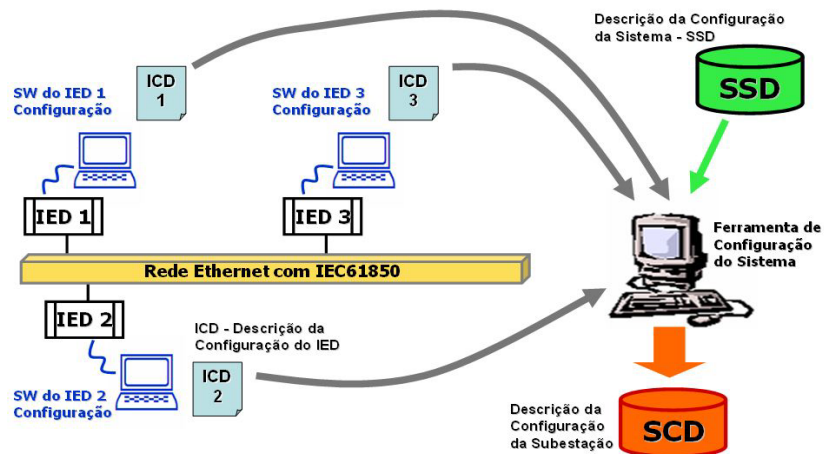 Descrição da Configuração
da Sistema - SSD
SSD
SW do IED 1
Configuração
ICD
1
SW do IED 3
Configuração
ICD
3
IED 1
IED 3
Ferramenta de
Configuração
do Sistema
Rede Ethernet com IEC61850
IED 2
ICD - Descrição da
Configuração do IED
SW do IED 2
Configuração
ICD
2
Descrição da
Configuração
da Subestação
SCD